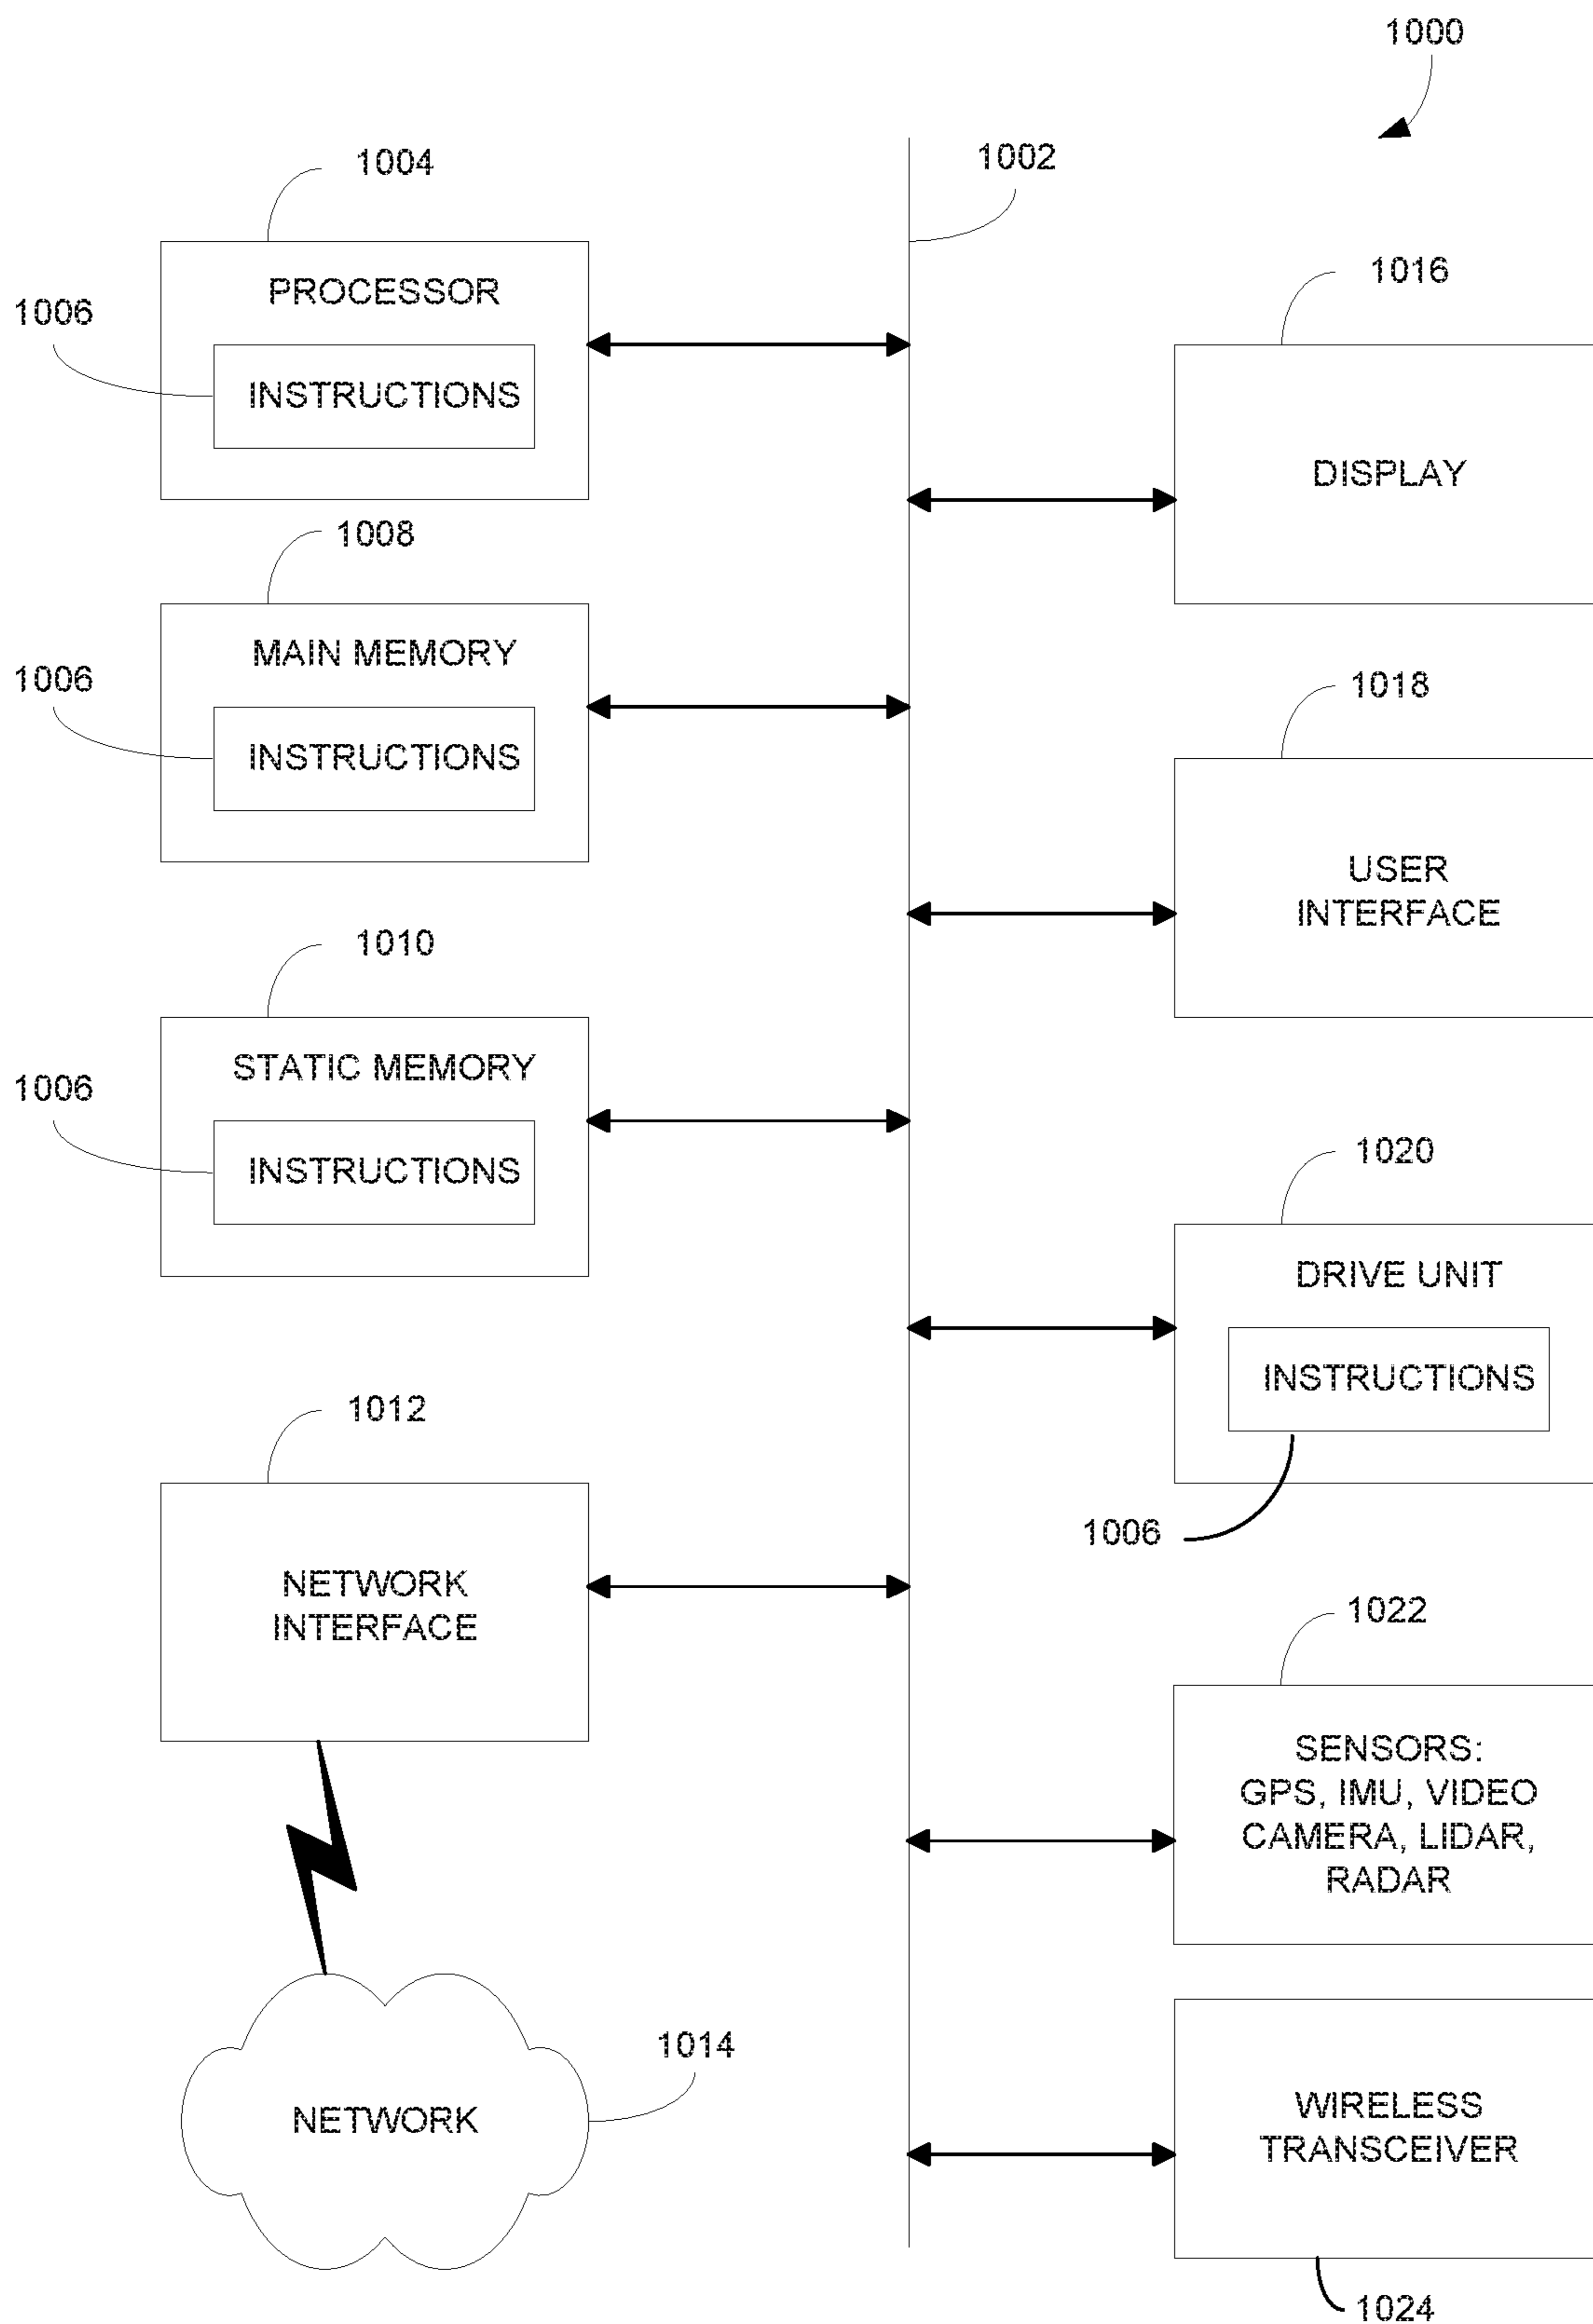 1000
1004
1002
PROCESSOR
1016
1006
INSTRUCTIONS
DISPLAY
1008
MAIN MEMORY
1006
1018
INSTRUCTIONS
USER
INTERFACE
1010
STATIC MEMORY
1006
1020
INSTRUCTIONS
DRIVE UNIT
INSTRUCTIONS
1012
1006
NETWORK
INTERFACE
1022
SENSORS:
GPS, IMU, VIDEO
CAMERA, LIDAR,
RADAR
1014
NETWORK
WIRELESS
TRANSCEIVER
1024